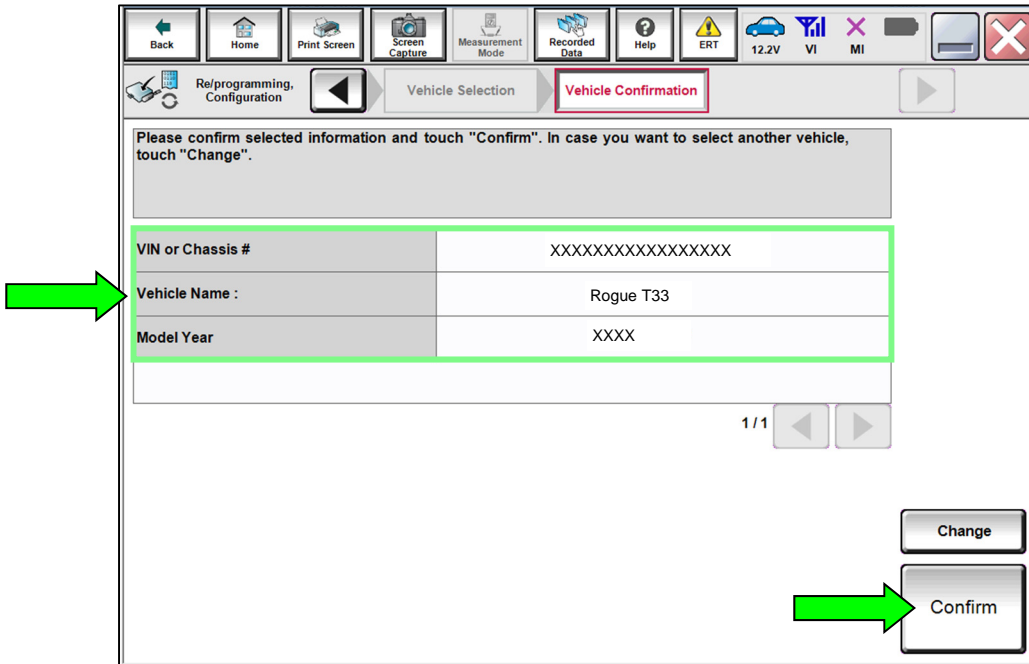 Back
Home
Print Screen
Screen
Capture
Measurement
Mode
Recorded
Data
Help
ERT
12.2V
VI
MI
Re/programming,
Configuration
Vehicle Selection
Vehicle Confirmation
Please confirm selected information and touch "Confirm". In case you want to select another vehicle,
touch "Change".
VIN or Chassis #
XXXXXXXXXXXXXXXXX
Vehicle Name :
Rogue T33
Model Year
XXXX
1 / 1
Change
Confirm